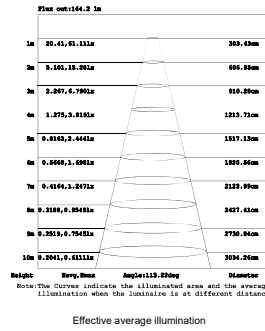 Flux out:164.2 lm
1m 20.41,61.11lx 303.43cm
2m 5.101,15.28lx 606.85cm
3m 2.267,6.790lx 910.28cm
4m 1.275,3.819lx 1213.71cm
5m 0.8162,2.444lx 1517.13cm
6m 0.5668,1.698lx 1820.56cm
7m 0.4164,1.247lx 2123.99cm
8m 0.3188,0.9549lx 2427.41cm
9m 0.2519,0.7545lx 2730.84cm
10m 0.2041,0.6111lx 3034.26cm
Height Eavg,Emax Angle:113.22deg Diameter
Note:The Curves indicate the illuminated area and the averag
illumination when the luminaire is at different distanc
Effective average illumination